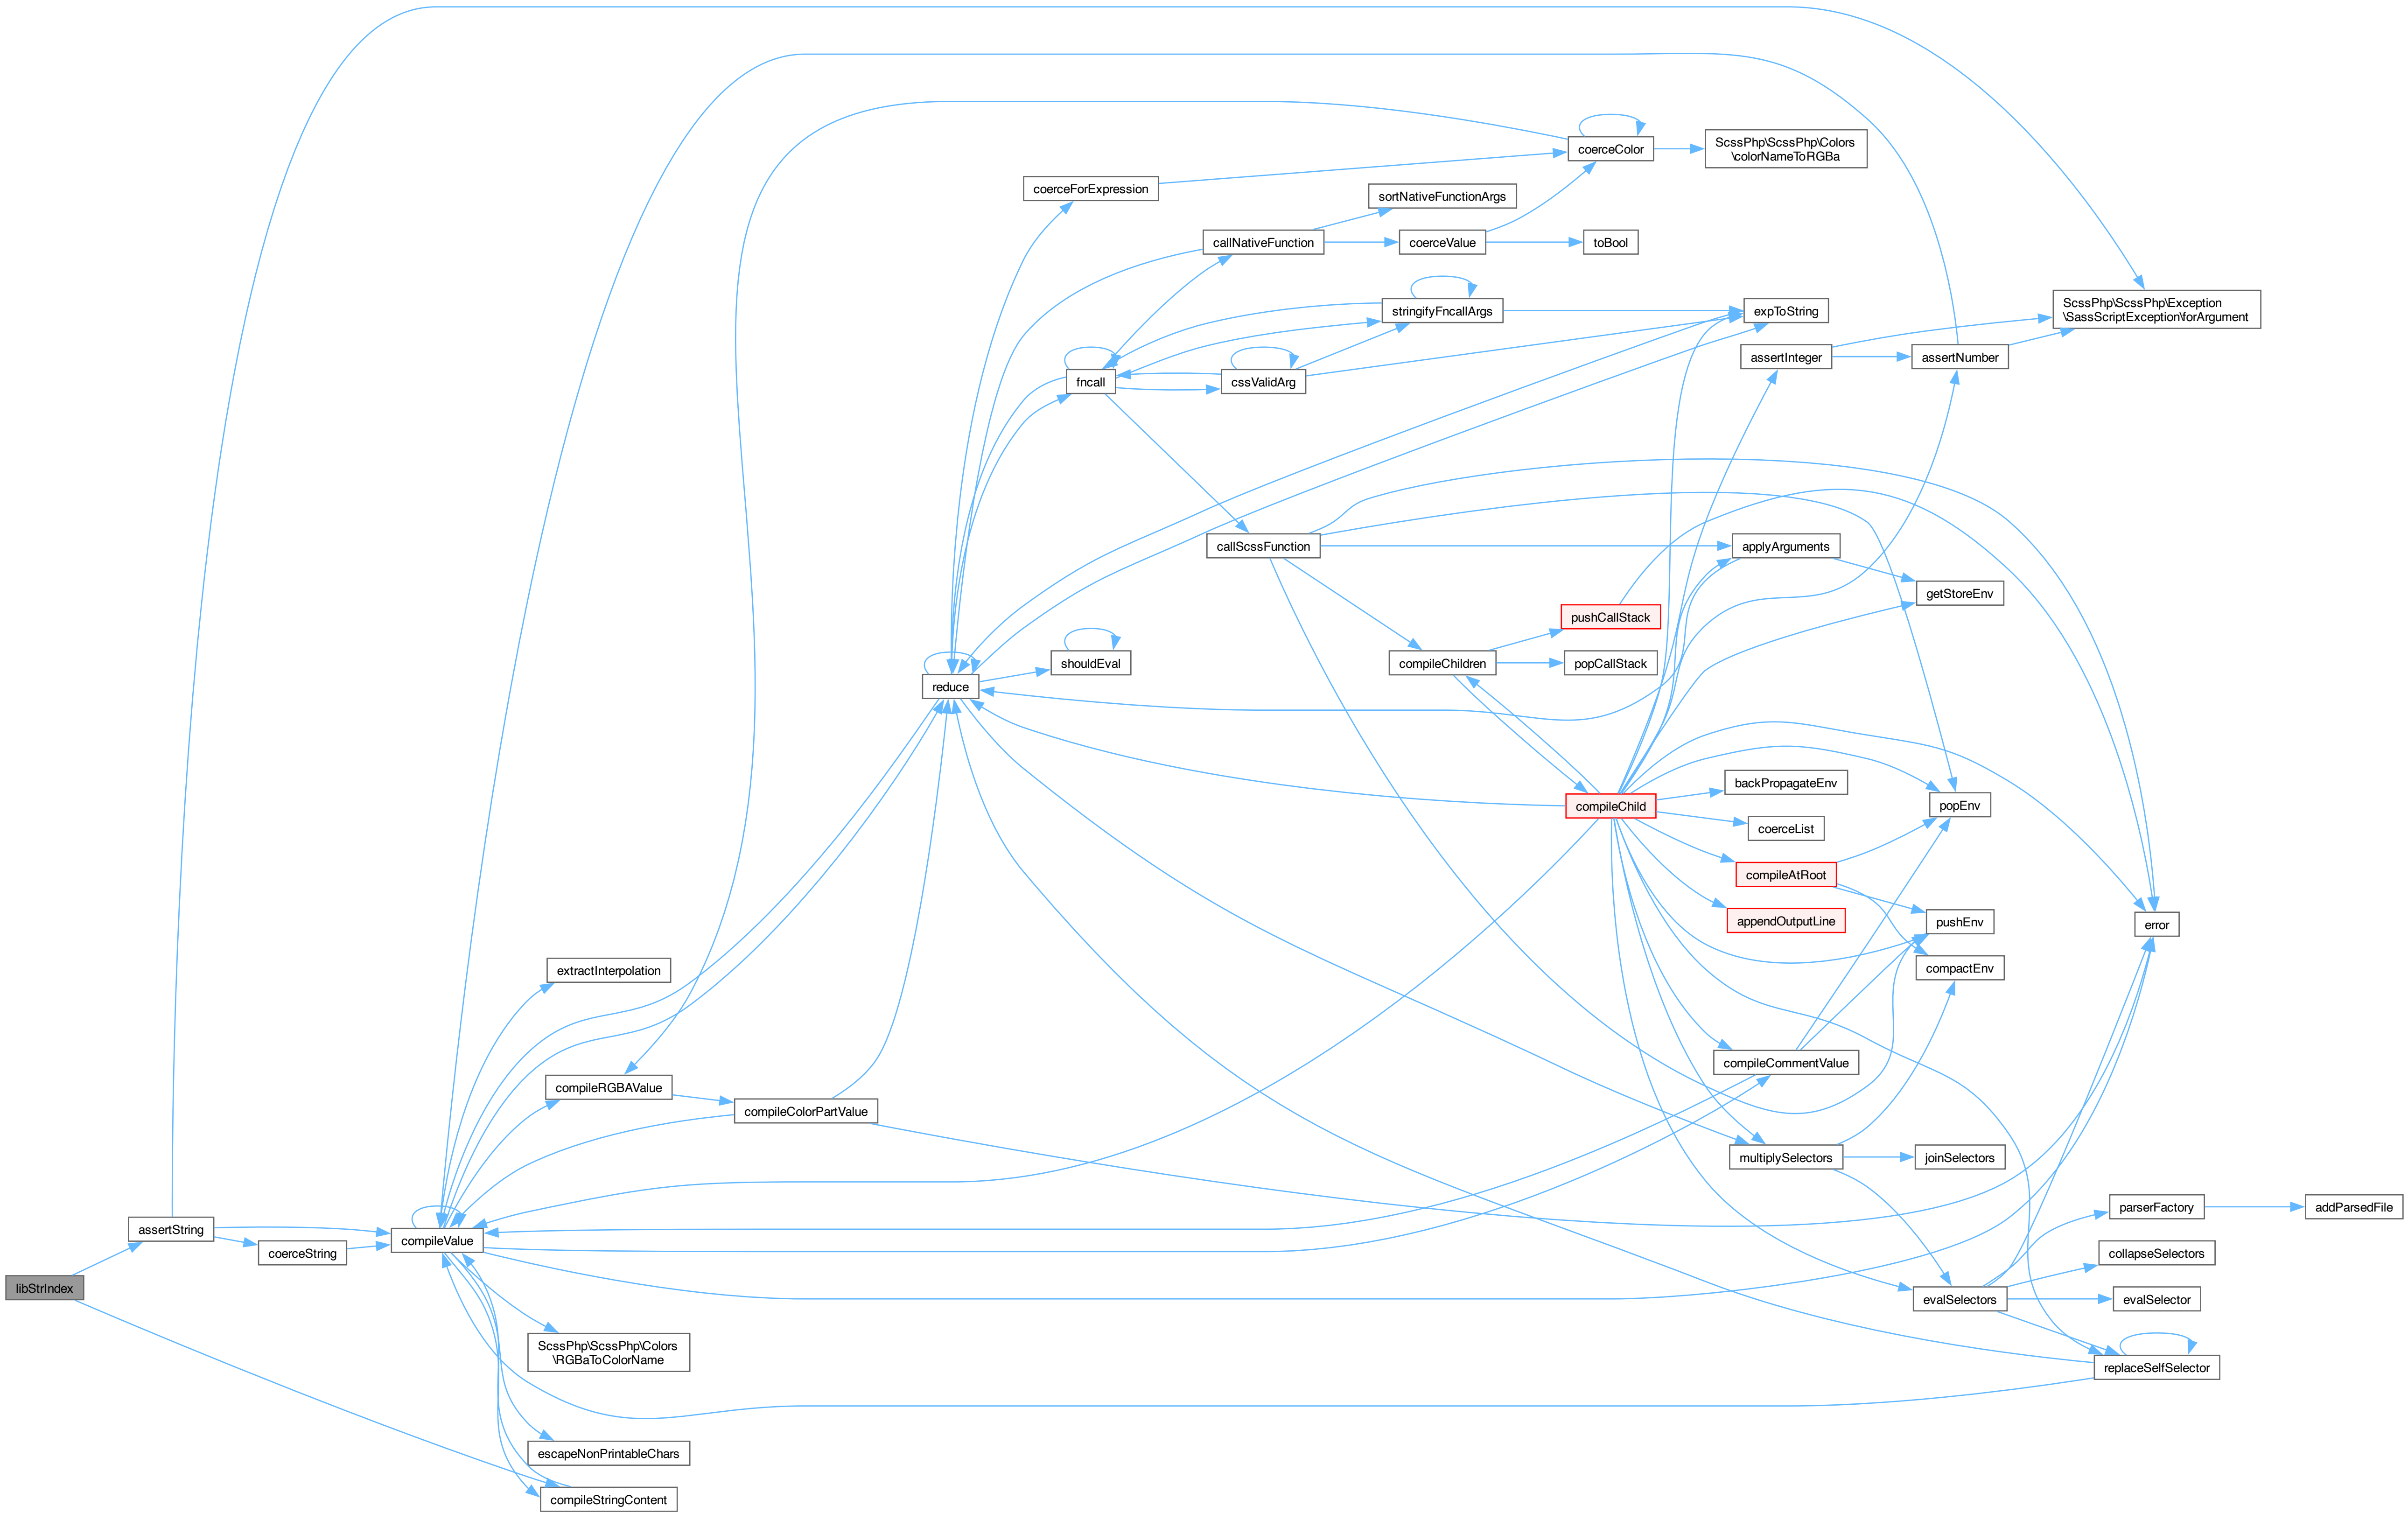 coerceColor
ScssPhp\ScssPhp\Colors
\colorNameToRGBa
coerceForExpression
sortNativeFunctionArgs
callNativeFunction
coerceValue
toBool
stringifyFncallArgs
expToString
ScssPhp\ScssPhp\Exception
\SassScriptException\forArgument
assertInteger
assertNumber
fncall
cssValidArg
callScssFunction
applyArguments
getStoreEnv
pushCallStack
shouldEval
compileChildren
popCallStack
reduce
backPropagateEnv
compileChild
popEnv
coerceList
compileAtRoot
appendOutputLine
pushEnv
error
extractInterpolation
compactEnv
compileCommentValue
compileRGBAValue
compileColorPartValue
multiplySelectors
joinSelectors
parserFactory
addParsedFile
assertString
compileValue
coerceString
collapseSelectors
libStrIndex
evalSelectors
evalSelector
ScssPhp\ScssPhp\Colors
\RGBaToColorName
replaceSelfSelector
escapeNonPrintableChars
compileStringContent